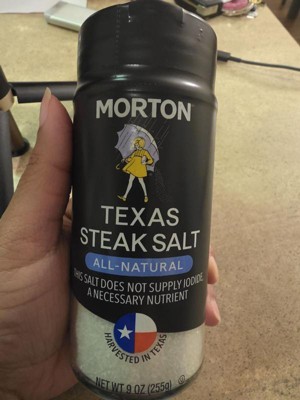 MORTON
TEXAS
STEAK SALT
ALL-NATURAL
THIS SALT DOES NOT SUPPLY IODIDE,
A NECESSARY NUTRIENT
HARVESTED IN TEXAS
NET WT 9 OZ (255g)